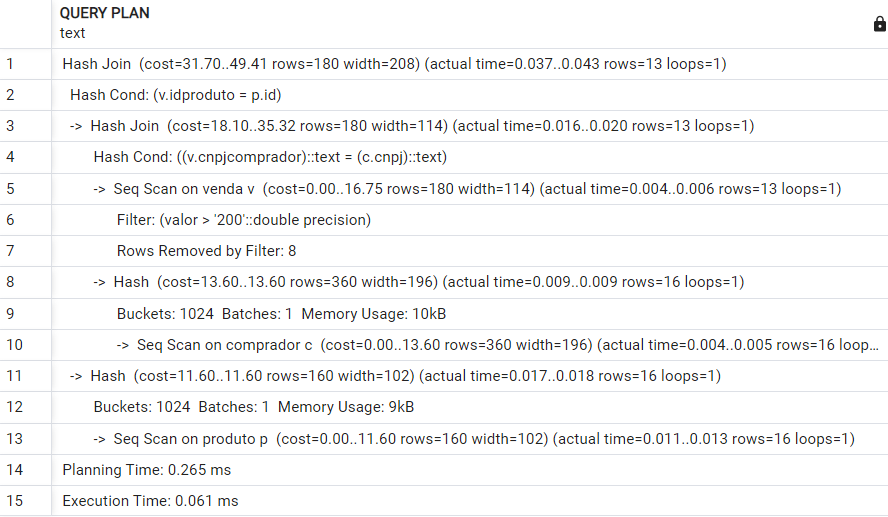 QUERY PLAN
text
1 Hash Join (cost=31.70..49.41 rows=180 width=208) (actual time=0.037..0.043 rows=13 loops=1)
2 Hash Cond: (v.idproduto = p.id)
3 -> Hash Join (cost=18.10..35.32 rows=180 width=114) (actual time=0.016..0.020 rows=13 loops=1)
4 Hash Cond: ((v.cnpjcomprador)::text = (c.cnpj)::text)
5 -> Seq Scan on venda v (cost=0.00..16.75 rows=180 width=114) (actual time=0.004..0.006 rows=13 loops=1)
6 Filter: (valor > '200'::double precision)
7 Rows Removed by Filter: 8
8 -> Hash (cost=13.60..13.60 rows=360 width=196) (actual time=0.009..0.009 rows=16 loops=1)
9 Buckets: 1024 Batches: 1 Memory Usage: 10kB
10 -> Seq Scan on comprador c (cost=0.00..13.60 rows=360 width=196) (actual time=0.004..0.005 rows=16 loop...
11 -> Hash (cost=11.60..11.60 rows=160 width=102) (actual time=0.017..0.018 rows=16 loops=1)
12 Buckets: 1024 Batches: 1 Memory Usage: 9kB
13 -> Seq Scan on produto p (cost=0.00..11.60 rows=160 width=102) (actual time=0.011..0.013 rows=16 loops=1)
14 Planning Time: 0.265 ms
15 Execution Time: 0.061 ms